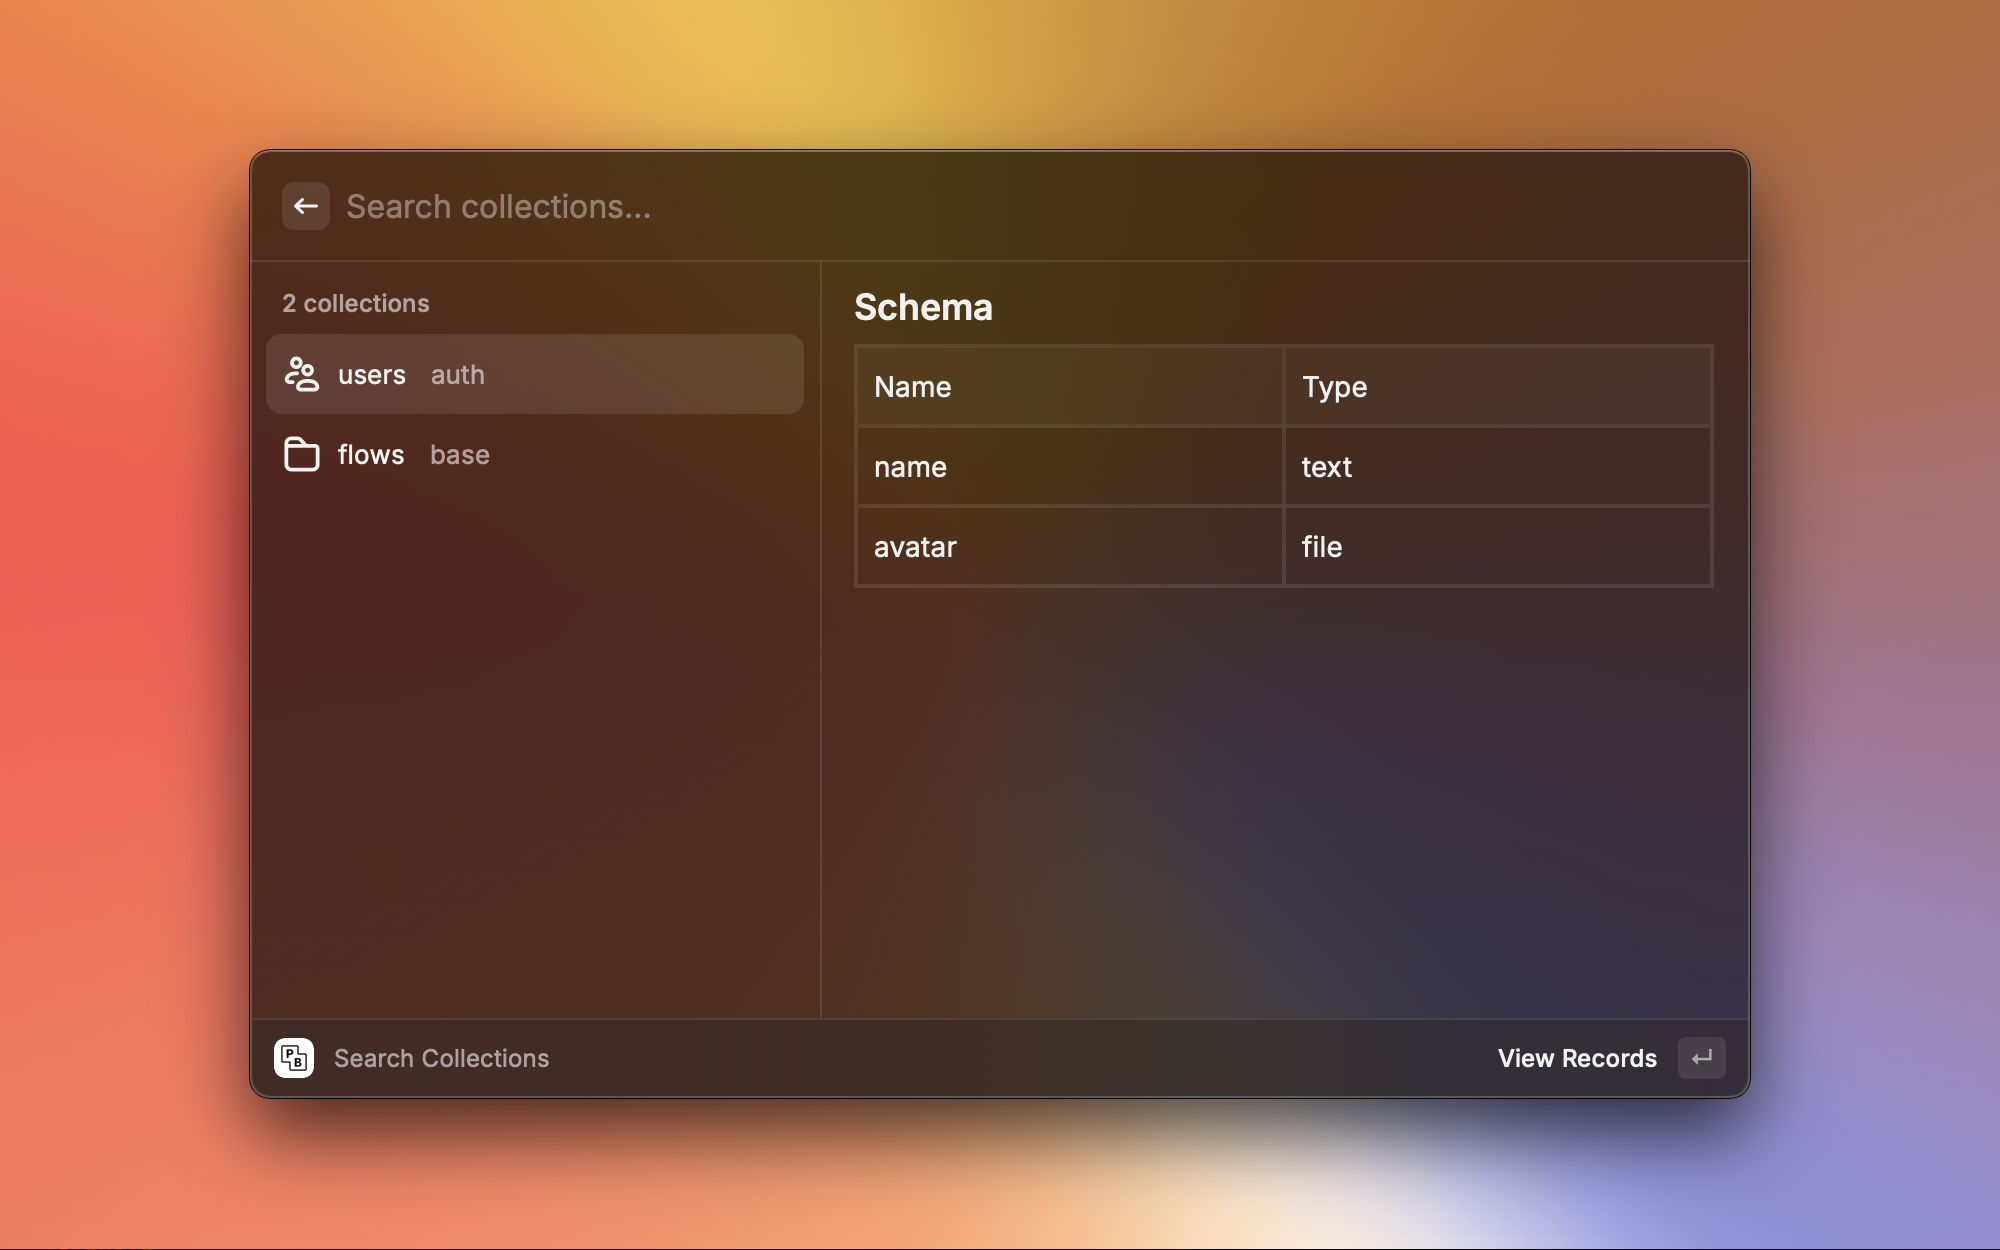 Search collections...
2 collections
users auth
flows base
Schema
Name Type
name text
avatar file
PB Search Collections
View Records